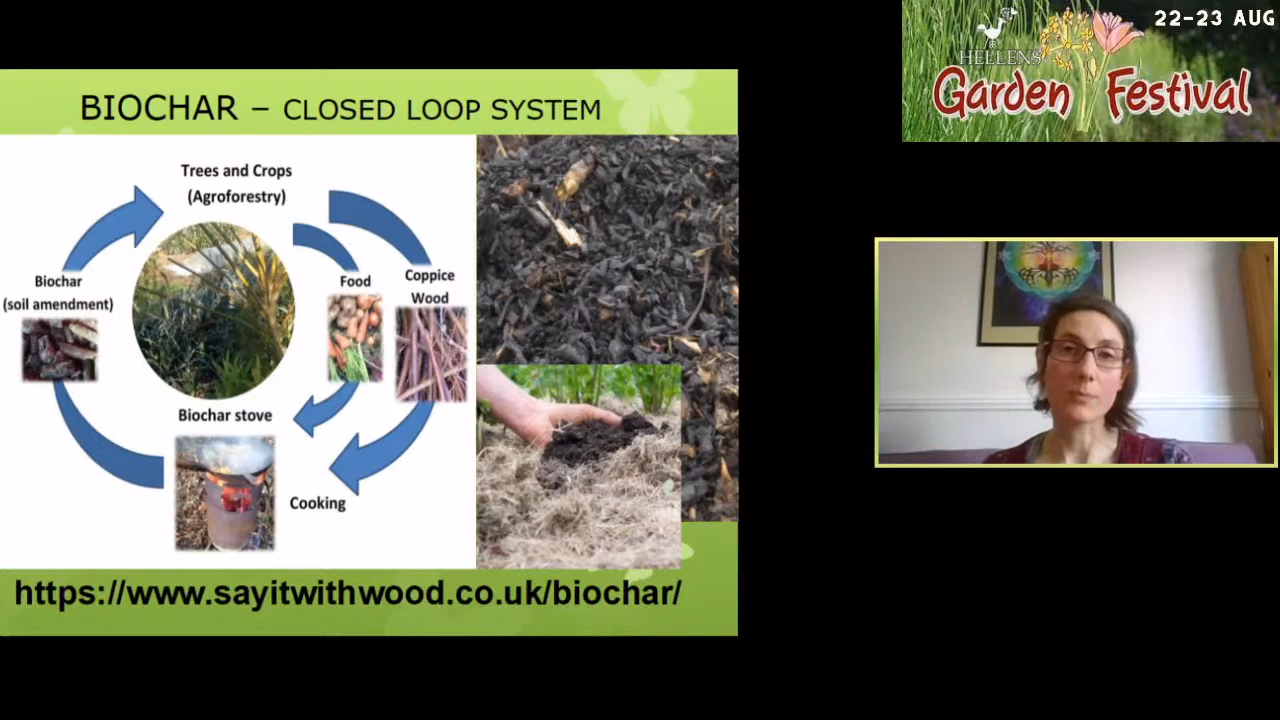 BIOCHAR – CLOSED LOOP SYSTEM
Trees and Crops
(Agroforestry)
Biochar
(soil amendment)
Food
Coppice
Wood
Biochar stove
Cooking
https://www.sayitwithwood.co.uk/biochar/
22-23 AUG
HELLENS
Garden Festival